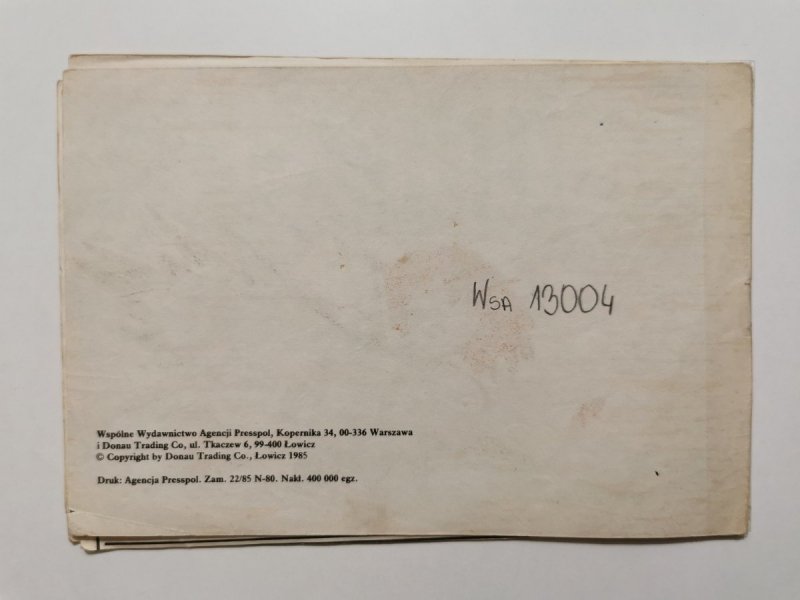 WSA 13004
Wspólne Wydawnictwo Agencji Presspol, Kopernika 34, 00-336 Warszawa
i Donau Trading Co, ul. Tkaczew 6, 99-400 Łowicz
© Copyright by Donau Trading Co., Łowicz 1985
Druk: Agencja Presspol. Zam. 22/85 N-80. Nakł. 400 000 egz.